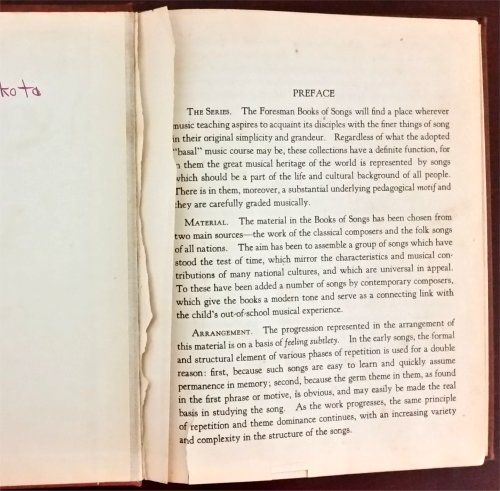 kota
PREFACE
THE SERIES. The Foresman Books of Songs will find a place wherever
music teaching aspires to acquaint its disciples with the finer things of song
in their original simplicity and grandeur. Regardless of what the adopted
"basal" music course may be, these collections have a definite function, for
n them the great musical heritage of the world is represented by songs
which should be a part of the life and cultural background of all people.
There is in them, moreover, a substantial underlying pedagogical motif and
they are carefully graded musically.
MATERIAL. The material in the Books of Songs has been chosen from
two main sources—the work of the classical composers and the folk songs
of all nations. The aim has been to assemble a group of songs which have
stood the test of time, which mirror the characteristics and musical con-
tributions of many national cultures, and which are universal in appeal.
To these have been added a number of songs by contemporary composers,
which give the books a modern tone and serve as a connecting link with
the child's out-of-school musical experience.
ARRANGEMENT. The progression represented in the arrangement of
this material is on a basis of feeling subtlety. In the early songs, the formal
and structural element of various phases of repetition is used for a double
reason: first, because such songs are easy to learn and quickly assume
permanence in memory; second, because the germ theme in them, as found
in the first phrase or motive, is obvious, and may easily be made the real
basis in studying the song. As the work progresses, the same principle
of repetition and theme dominance continues, with an increasing variety
and complexity in the structure of the songs.